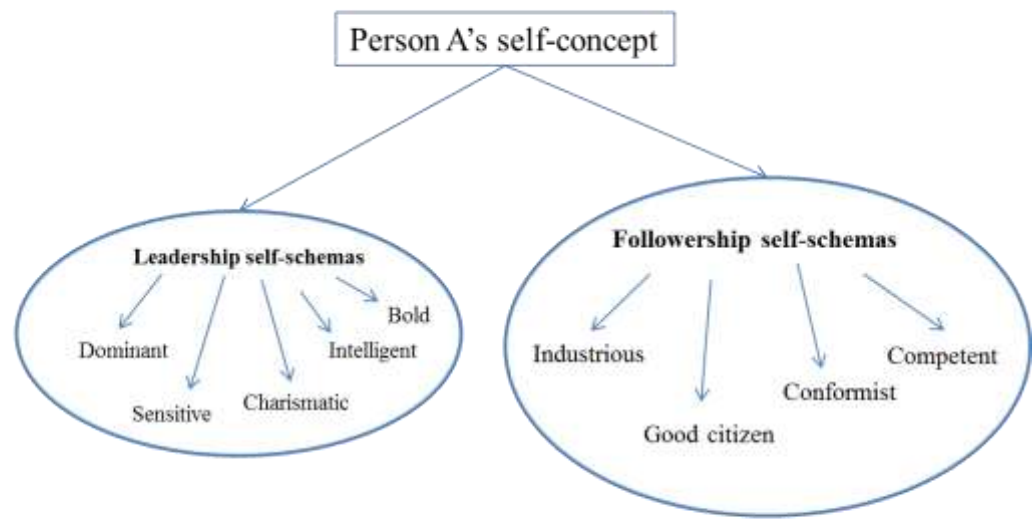 Person A’s self-concept
Leadership self-schemas
Dominant
Sensitive
Charismatic
Intelligent
Bold
Followership self-schemas
Industrious
Good citizen
Conformist
Competent